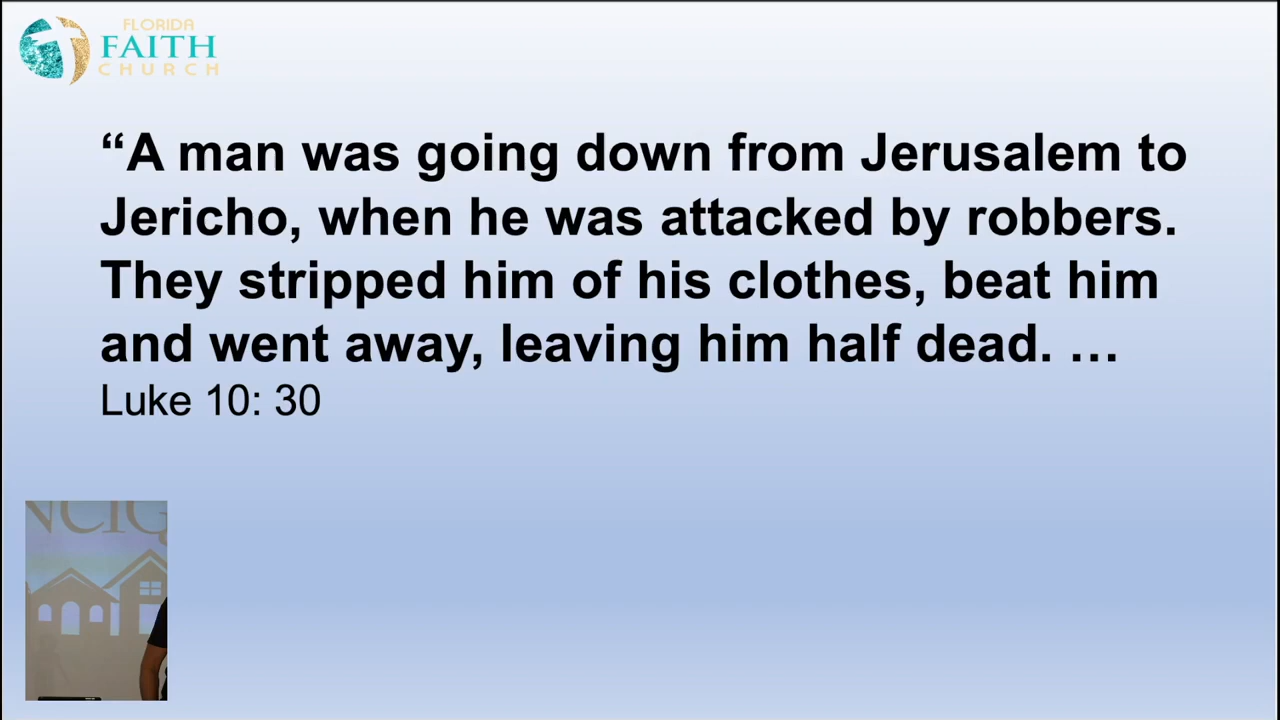 FLORIDA
FAITH
CHURCH
“A man was going down from Jerusalem to
Jericho, when he was attacked by robbers.
They stripped him of his clothes, beat him
and went away, leaving him half dead. …
Luke 10: 30